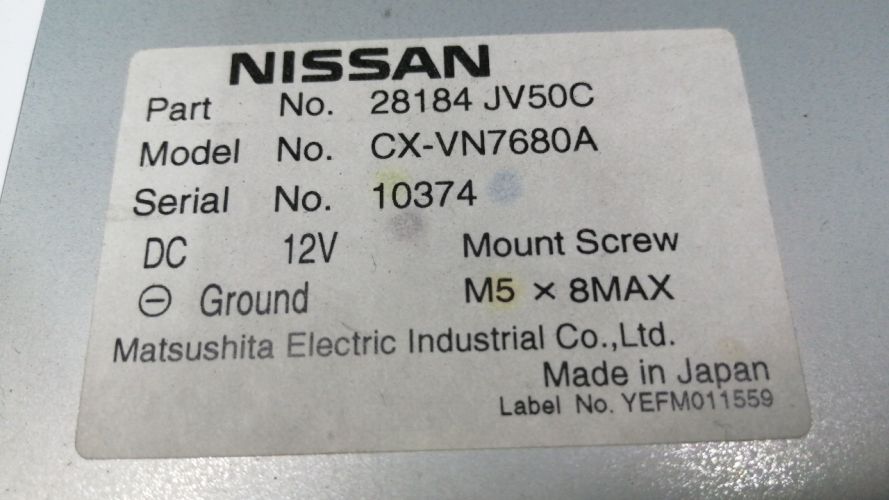 NISSAN
Part No. 28184 JV50C
Model No. CX-VN7680A
Serial No. 10374
DC 12V Mount Screw
⊖ Ground M5 × 8MAX
Matsushita Electric Industrial Co.,Ltd.
Made in Japan
Label No. YEFM011559